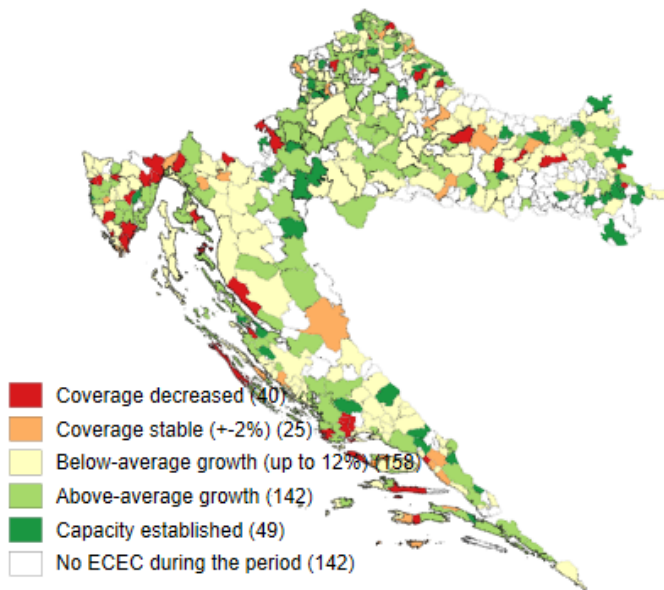 Coverage decreased (40)
Coverage stable (+-2%) (25)
Below-average growth (up to 12%) (158)
Above-average growth (142)
Capacity established (49)
No ECEC during the period (142)